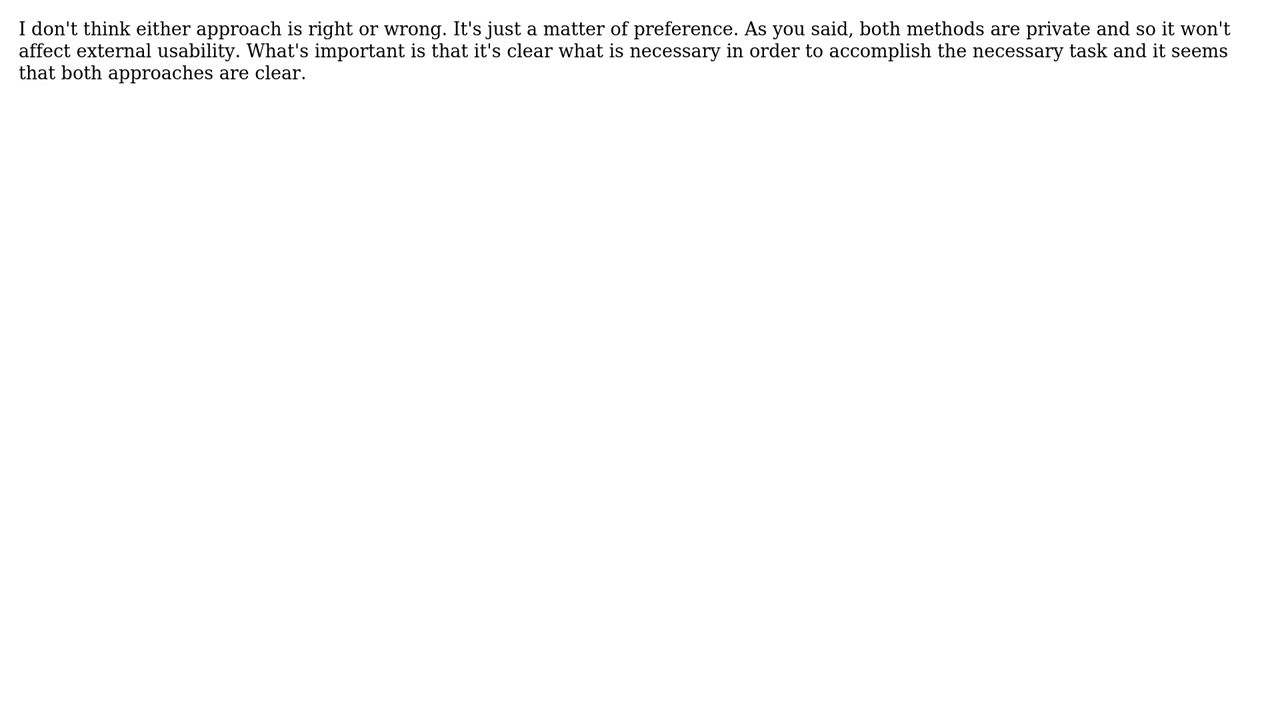 I don't think either approach is right or wrong. It's just a matter of preference. As you said, both methods are private and so it won't
affect external usability. What's important is that it's clear what is necessary in order to accomplish the necessary task and it seems
that both approaches are clear.